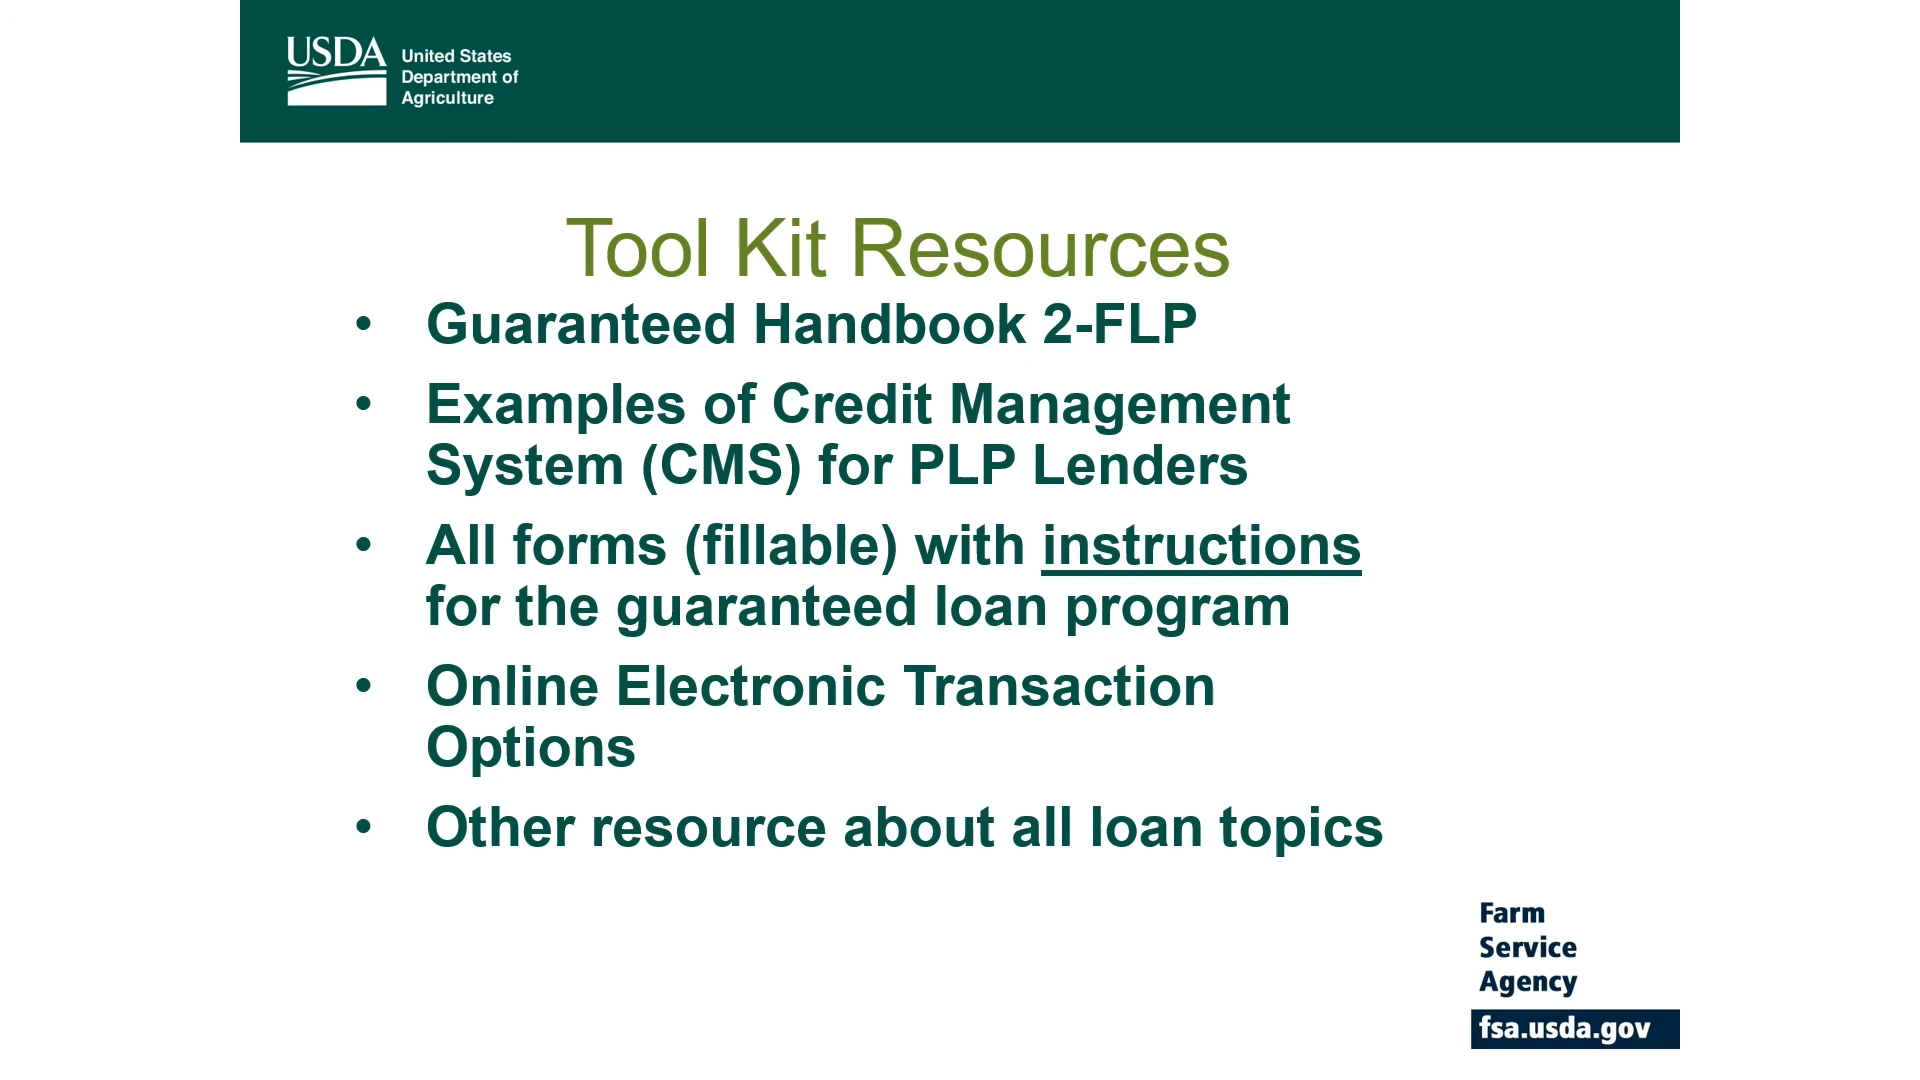 USDA
United States
Department of
Agriculture
Tool Kit Resources
• Guaranteed Handbook 2-FLP
• Examples of Credit Management
System (CMS) for PLP Lenders
• All forms (fillable) with instructions
for the guaranteed loan program
• Online Electronic Transaction
Options
• Other resource about all loan topics
Farm
Service
Agency
fsa.usda.gov